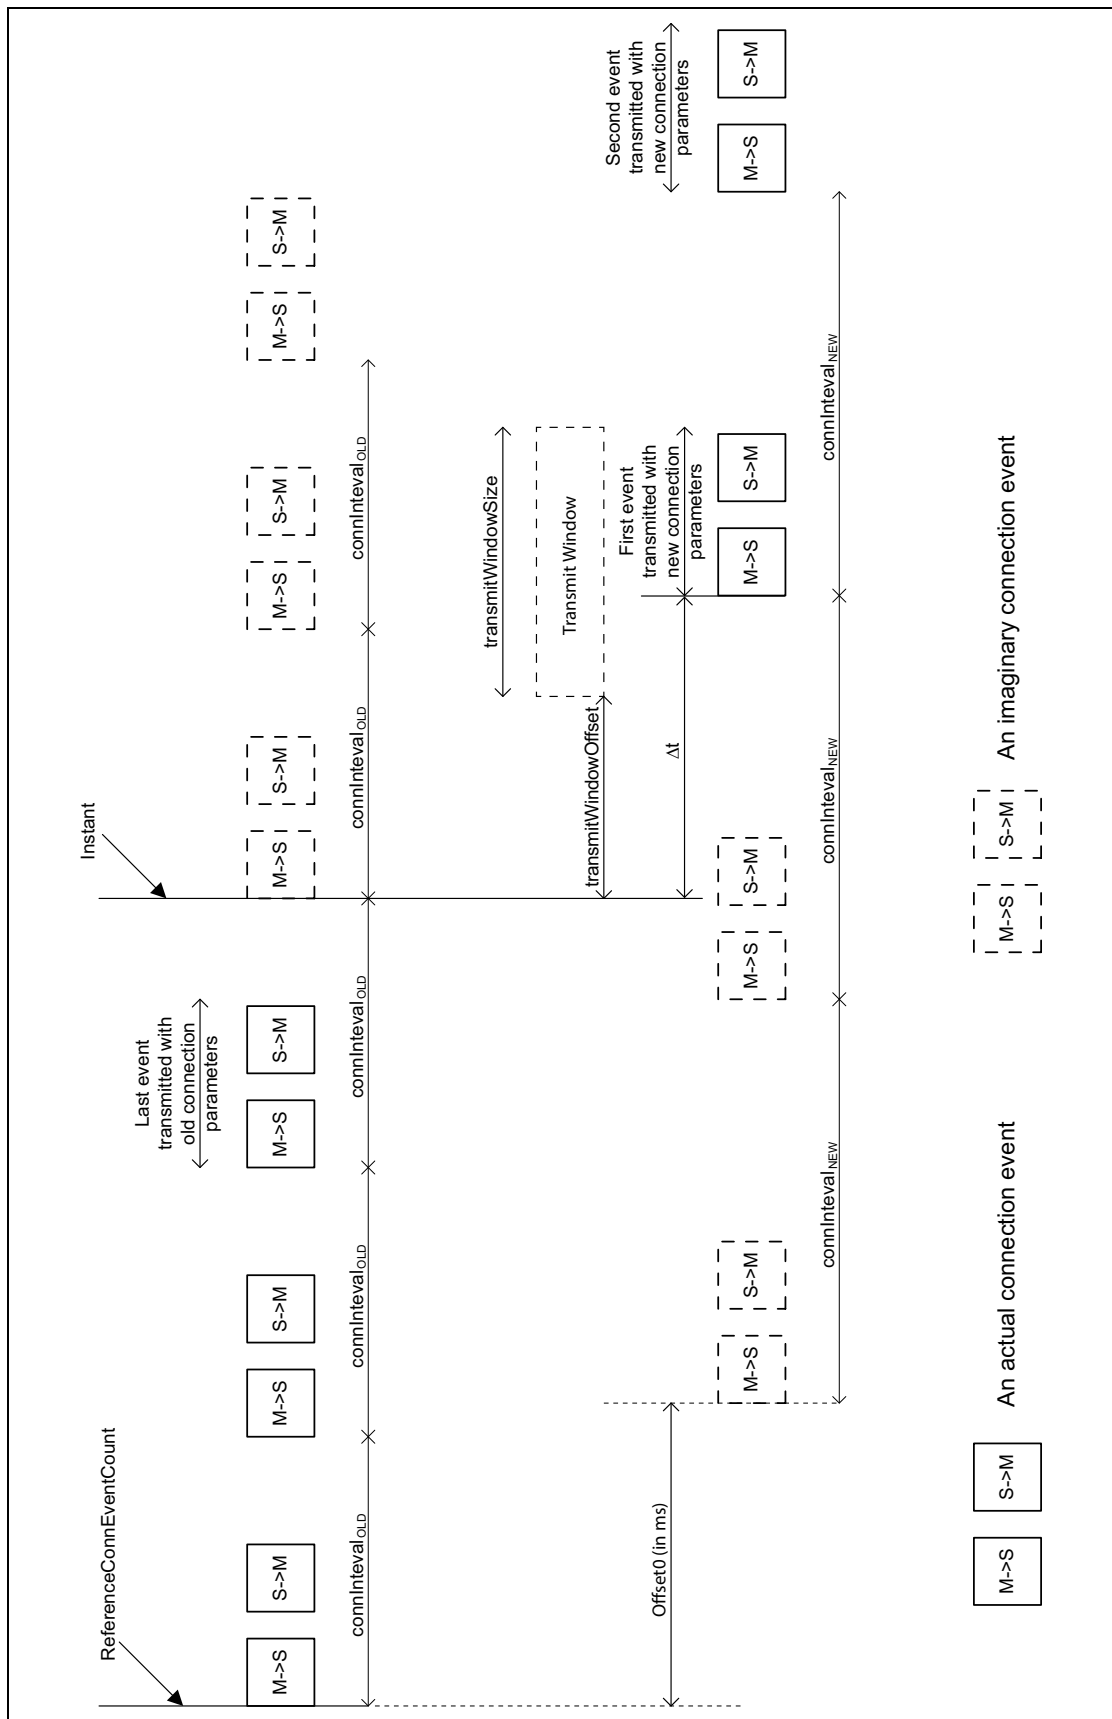 ReferenceConnEventCount
Instant
Last event
transmitted with
old connection
parameters
M->S S->M M->S S->M M->S S->M M->S S->M M->S S->M M->S S->M
connInteval_OLD connInteval_OLD connInteval_OLD connInteval_OLD connInteval_OLD
transmitWindowSize
Transmit Window
transmitWindowOffset
First event
transmitted with
new connection
parameters
Second event
transmitted with
new connection
parameters
Offset0 (in ms)
Δt
M->S S->M M->S S->M M->S S->M M->S S->M
connInteval_NEW connInteval_NEW connInteval_NEW
M->S S->M An actual connection event
M->S S->M An imaginary connection event